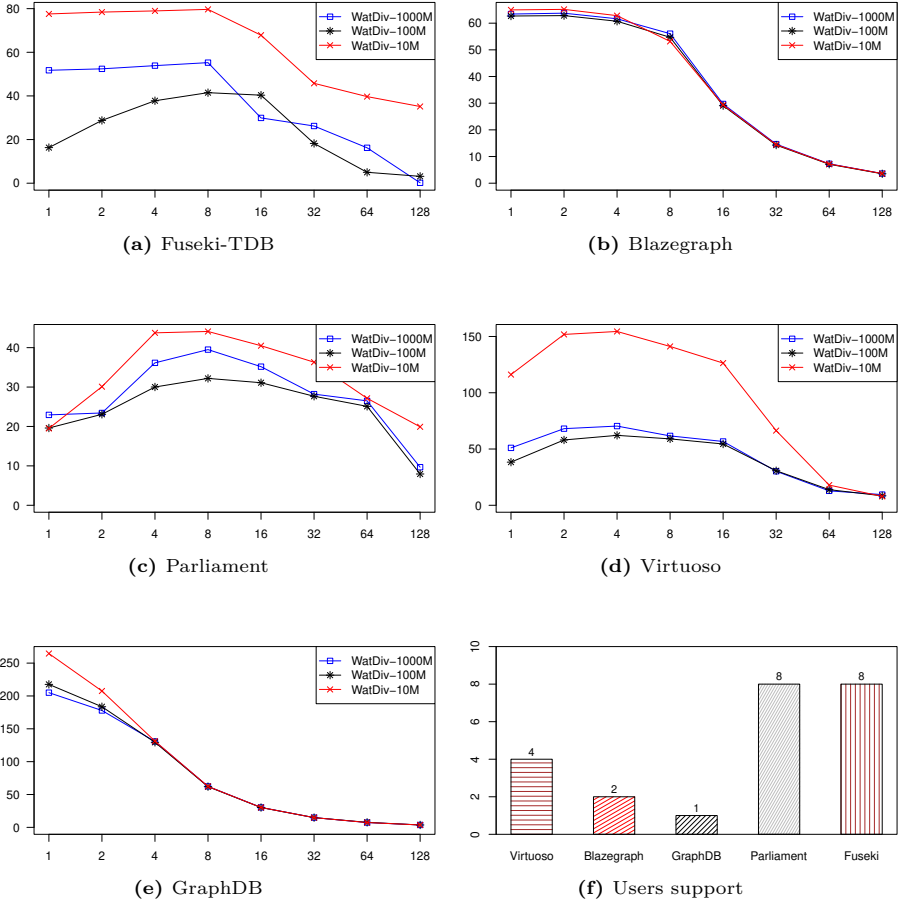 80
60
40
20
0
WatDiv−1000M
WatDiv−100M
WatDiv−10M
1 2 4 8 16 32 64 128
(a) Fuseki-TDB
60
50
40
30
20
10
0
WatDiv−1000M
WatDiv−100M
WatDiv−10M
1 2 4 8 16 32 64 128
(b) Blazegraph
40
30
20
10
0
WatDiv−1000M
WatDiv−100M
WatDiv−10M
1 2 4 8 16 32 64 128
(c) Parliament
150
100
50
0
WatDiv−1000M
WatDiv−100M
WatDiv−10M
1 2 4 8 16 32 64 128
(d) Virtuoso
250
200
150
100
50
0
WatDiv−1000M
WatDiv−100M
WatDiv−10M
1 2 4 8 16 32 64 128
(e) GraphDB
10
8
6
4
2
0
4 2 1 8 8
Virtuoso Blazegraph GraphDB Parliament Fuseki
(f) Users support